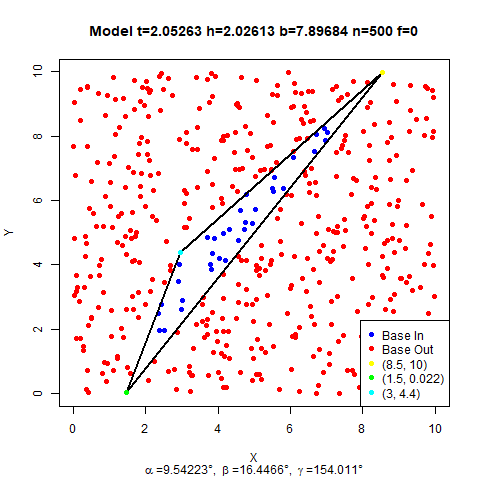 Model t=2.05263 h=2.02613 b=7.89684 n=500 f=0
Y
10
8
6
4
2
0
Base In
Base Out
(8.5, 10)
(1.5, 0.022)
(3, 4.4)
0 2 4 6 8 10
X
α=9.54223°, β=16.4466°, γ=154.011°